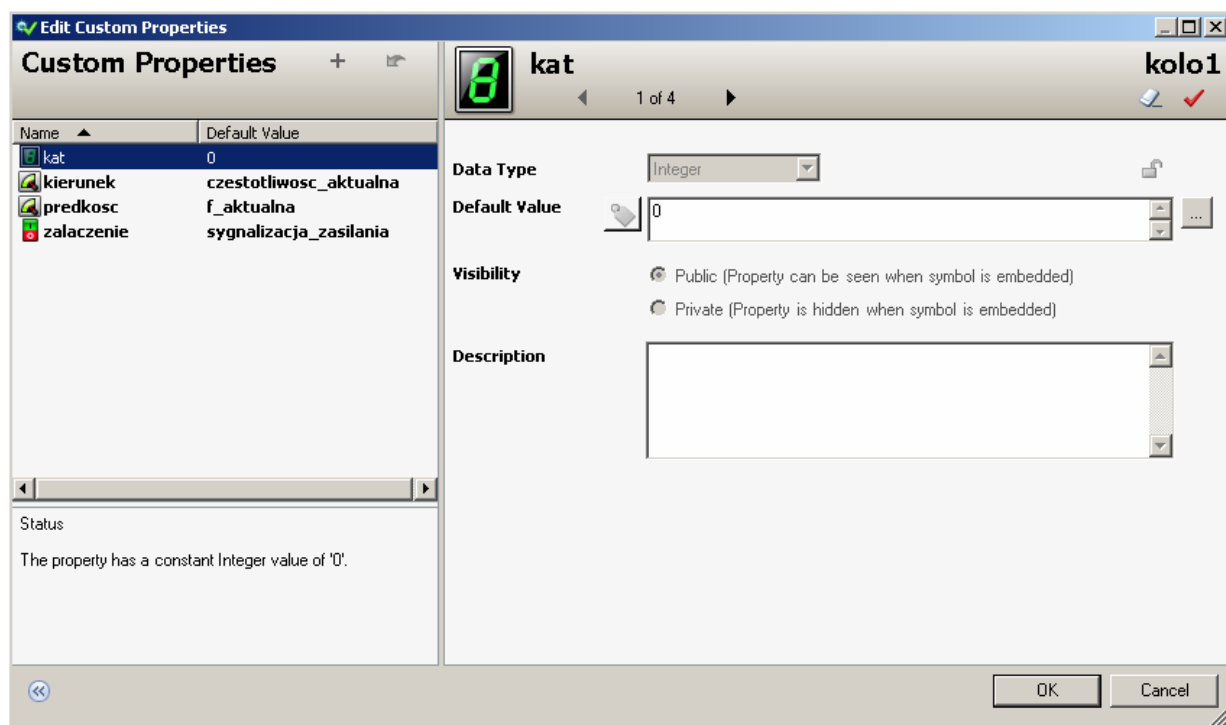 Edit Custom Properties
Custom Properties
kat
kolo1
1 of 4
Name Default Value
kat 0
kierunek czestotliwosc_aktualna
predkosc f_aktualna
zalaczenie sygnalizacja_zasilania
Status
The property has a constant Integer value of '0'.
Data Type Integer
Default Value 0 ...
Visibility Public (Property can be seen when symbol is embedded)
Private (Property is hidden when symbol is embedded)
Description
OK Cancel